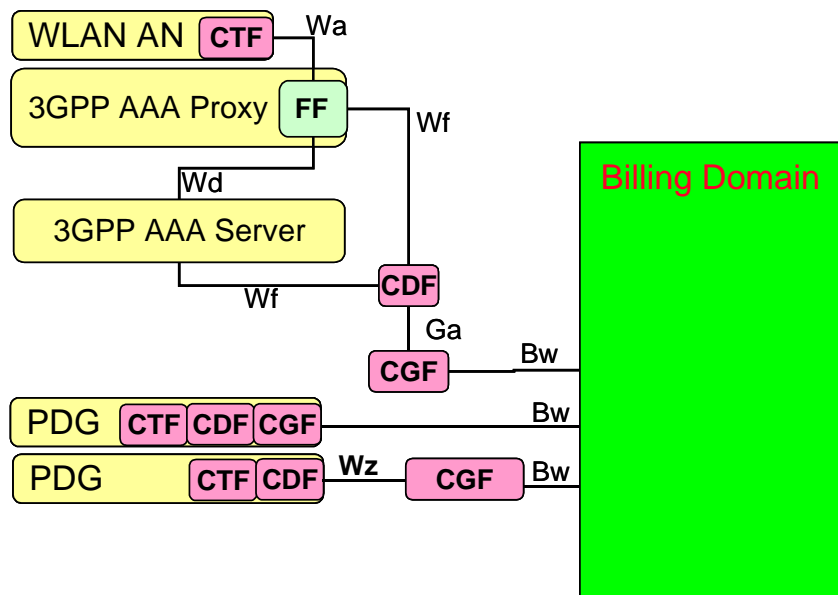 WLAN AN
CTF
Wa
3GPP AAA Proxy
FF
Wf
Wd
Billing Domain
3GPP AAA Server
Wf
CDF
Ga
CGF
Bw
PDG
CTF
CDF
CGF
Bw
PDG
CTF
CDF
Wz
CGF
Bw